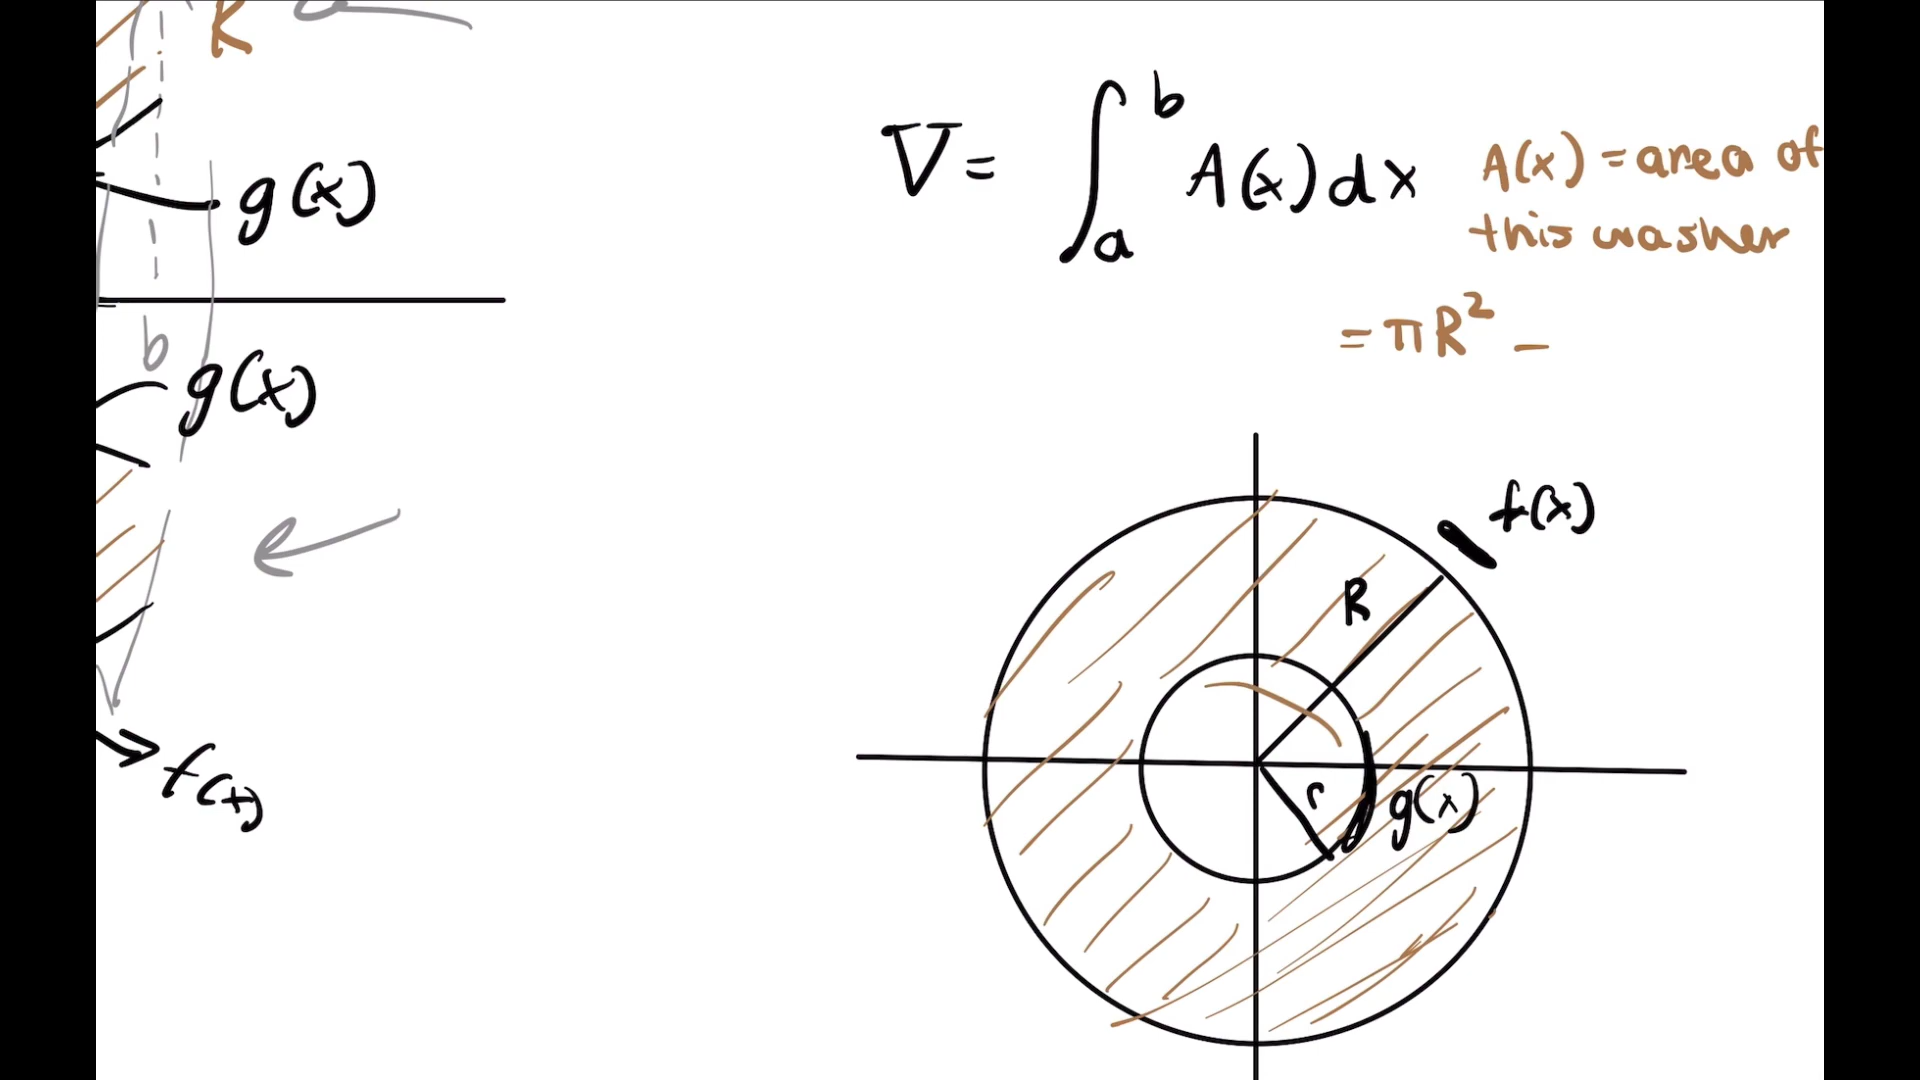 R
g(x)
b
g(x)
f(x)
V = ∫_a^b A(x)dx
A(x) = area of
this washer
= πR² –
f(x)
R
r
g(x)